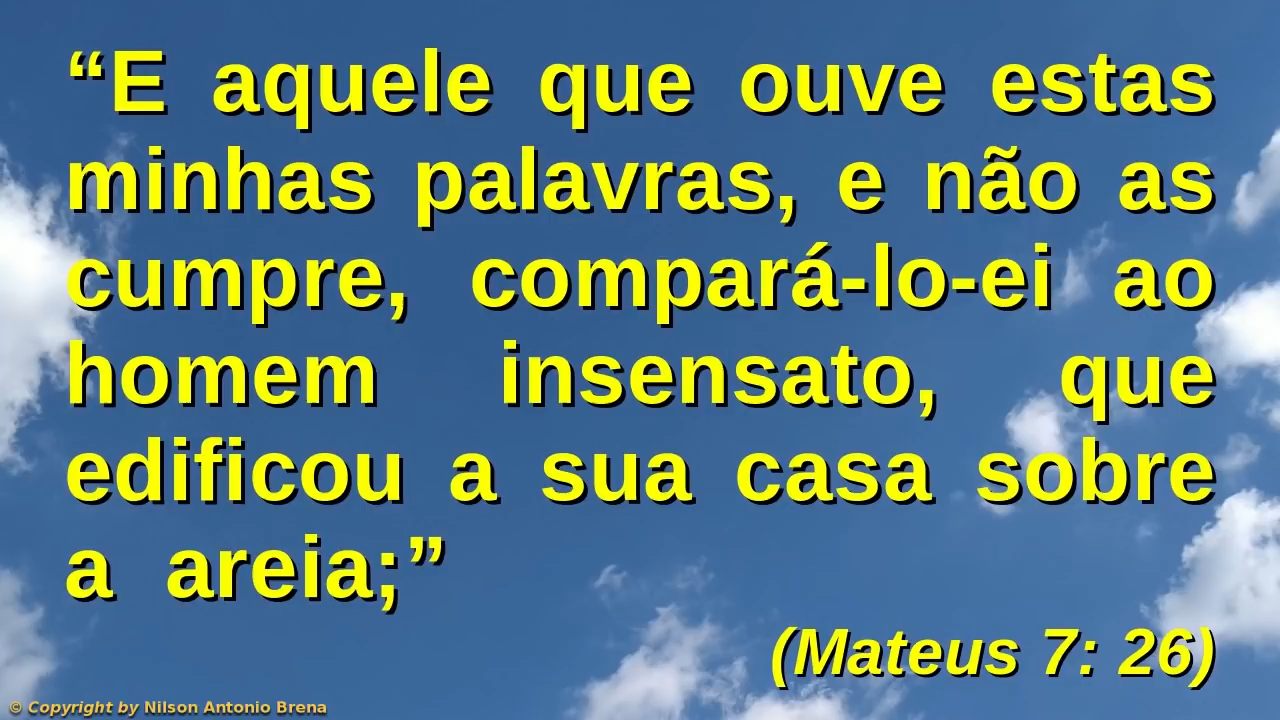 “E aquele que ouve estas
minhas palavras, e não as
cumpre, compará-lo-ei ao
homem insensato, que
edificou a sua casa sobre
a areia;”
(Mateus 7: 26)
© Copyright by Nilson Antonio Brena